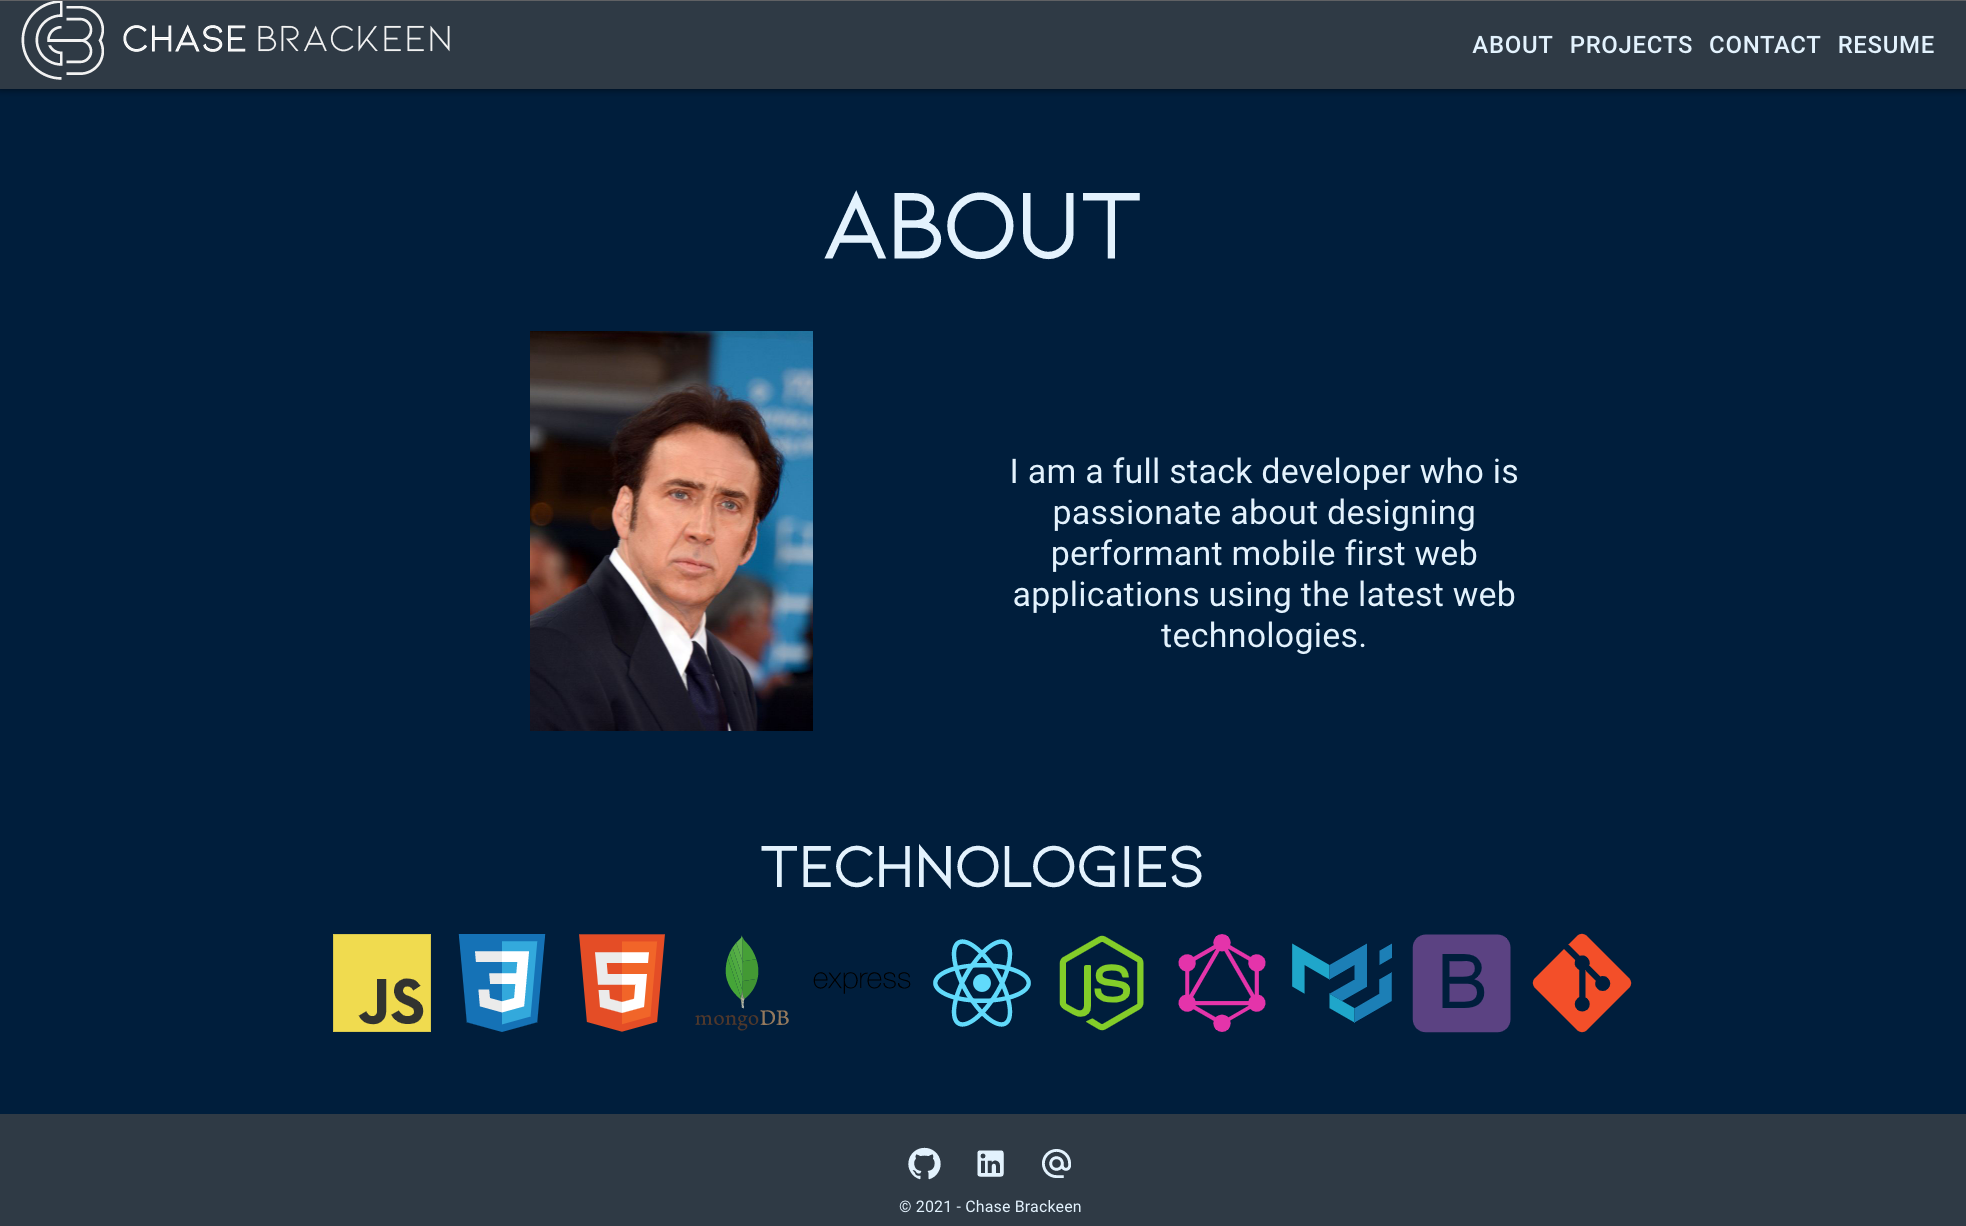 CHASE BRACKEEN
ABOUT PROJECTS CONTACT RESUME
ABOUT
I am a full stack developer who is
passionate about designing
performant mobile first web
applications using the latest web
technologies.
TECHNOLOGIES
JS
3
5
mongoDB
express
JS
B
in
© 2021 - Chase Brackeen